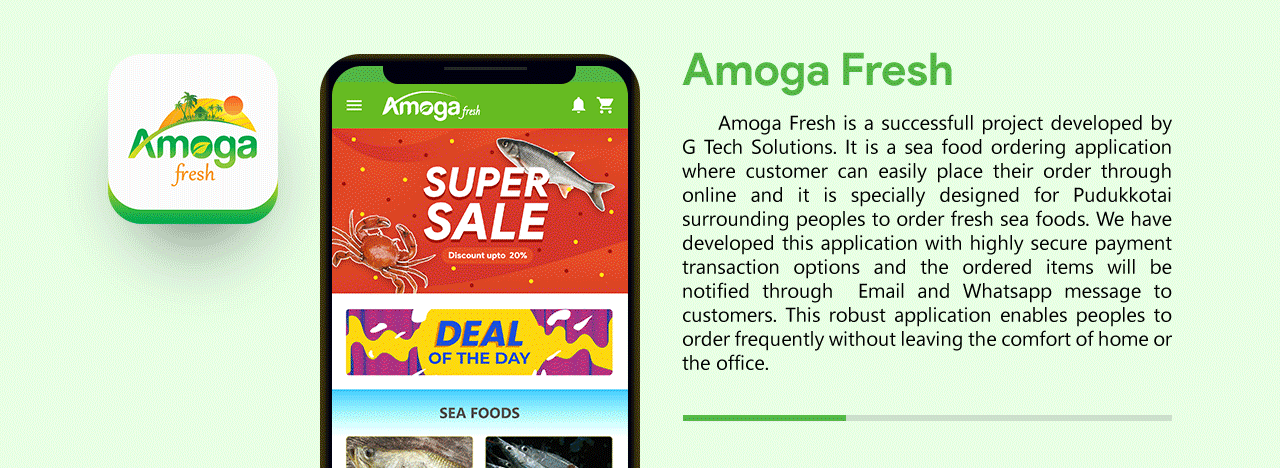 Amoga
fresh
Amoga fresh
SUPER
SALE
Discount upto 20%
DEAL
OF THE DAY
SEA FOODS
Amoga Fresh
Amoga Fresh is a successfull project developed by
G Tech Solutions. It is a sea food ordering application
where customer can easily place their order through
online and it is specially designed for Pudukkotai
surrounding peoples to order fresh sea foods. We have
developed this application with highly secure payment
transaction options and the ordered items will be
notified through Email and Whatsapp message to
customers. This robust application enables peoples to
order frequently without leaving the comfort of home or
the office.